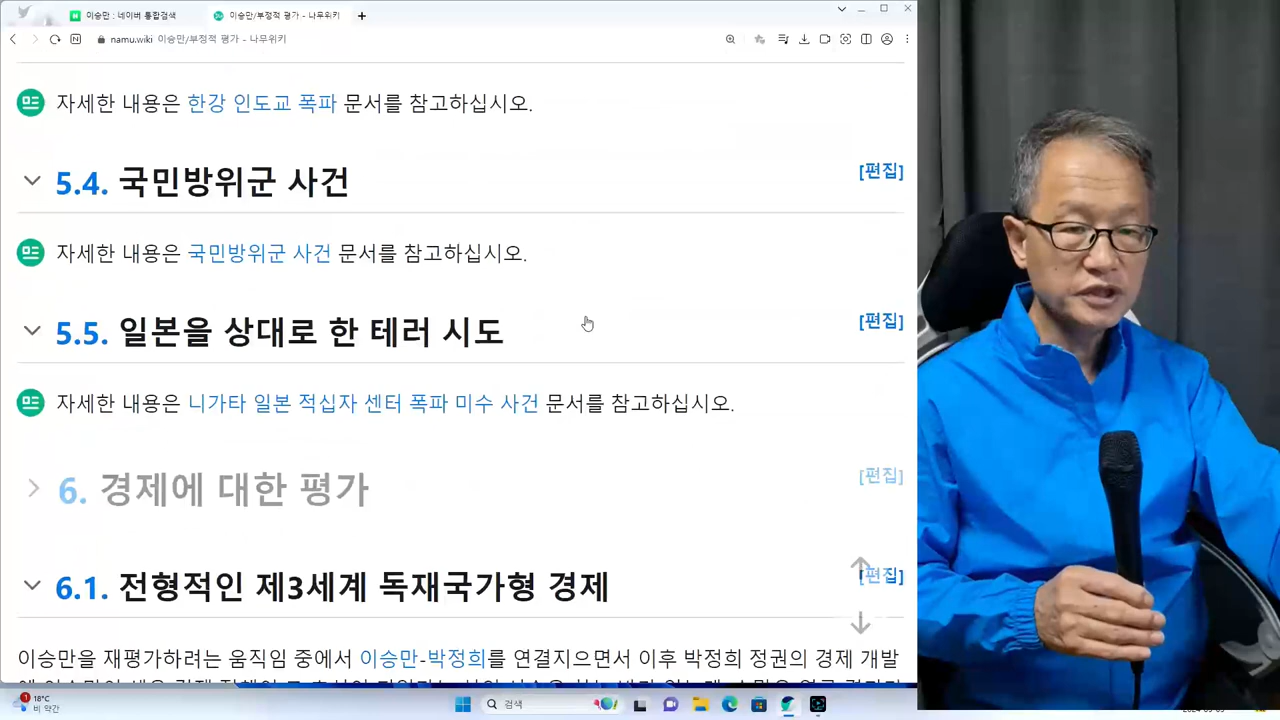 이승만 : 네이버 통합검색
이승만/부정적 평가 - 나무위키
namu.wiki 이승만/부정적 평가 - 나무위키
자세한 내용은 한강 인도교 폭파 문서를 참고하십시오.
5.4. 국민방위군 사건 [편집]
자세한 내용은 국민방위군 사건 문서를 참고하십시오.
5.5. 일본을 상대로 한 테러 시도 [편집]
자세한 내용은 니가타 일본 적십자 센터 폭파 미수 사건 문서를 참고하십시오.
6. 경제에 대한 평가 [편집]
6.1. 전형적인 제3세계 독재국가형 경제 [편집]
이승만을 재평가하려는 움직임 중에서 이승만-박정희를 연결지으면서 이후 박정희 정권의 경제 개발
1
18°C
비 약간
검색